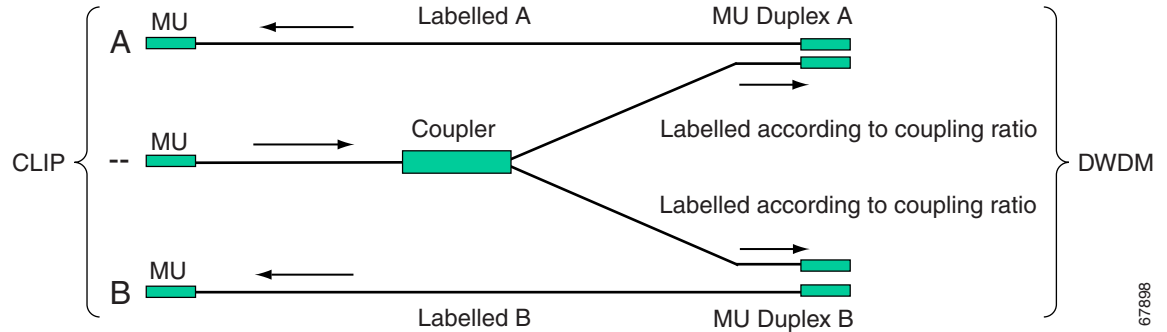 MU
Labelled A
MU Duplex A
A
Labelled according to coupling ratio
MU
Coupler
CLIP
--
DWDM
Labelled according to coupling ratio
MU
B
Labelled B
MU Duplex B
67898